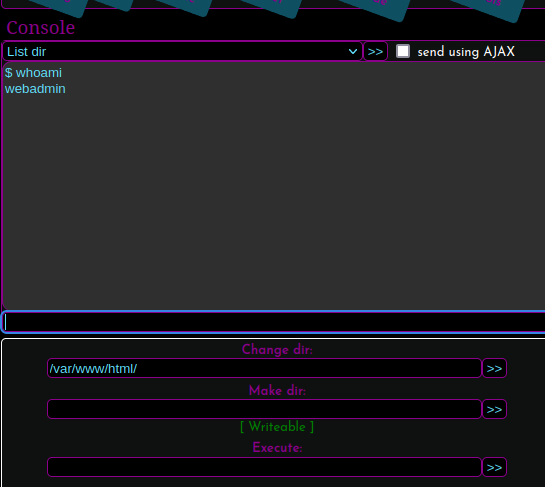 Console
List dir >> send using AJAX
$ whoami
webadmin
Change dir:
/var/www/html/ >>
Make dir:
>>
[ Writeable ]
Execute:
>>